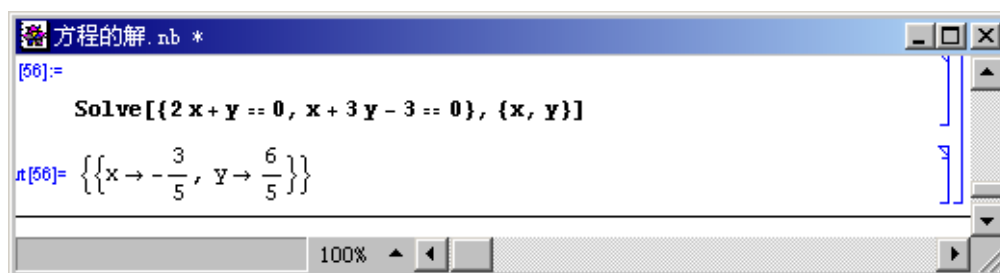 方程的解.nb *
[56]:=
Solve[{2 x + y == 0, x + 3 y - 3 == 0}, {x, y}]
ut[56]= {{x → -3/5, y → 6/5}}
100%